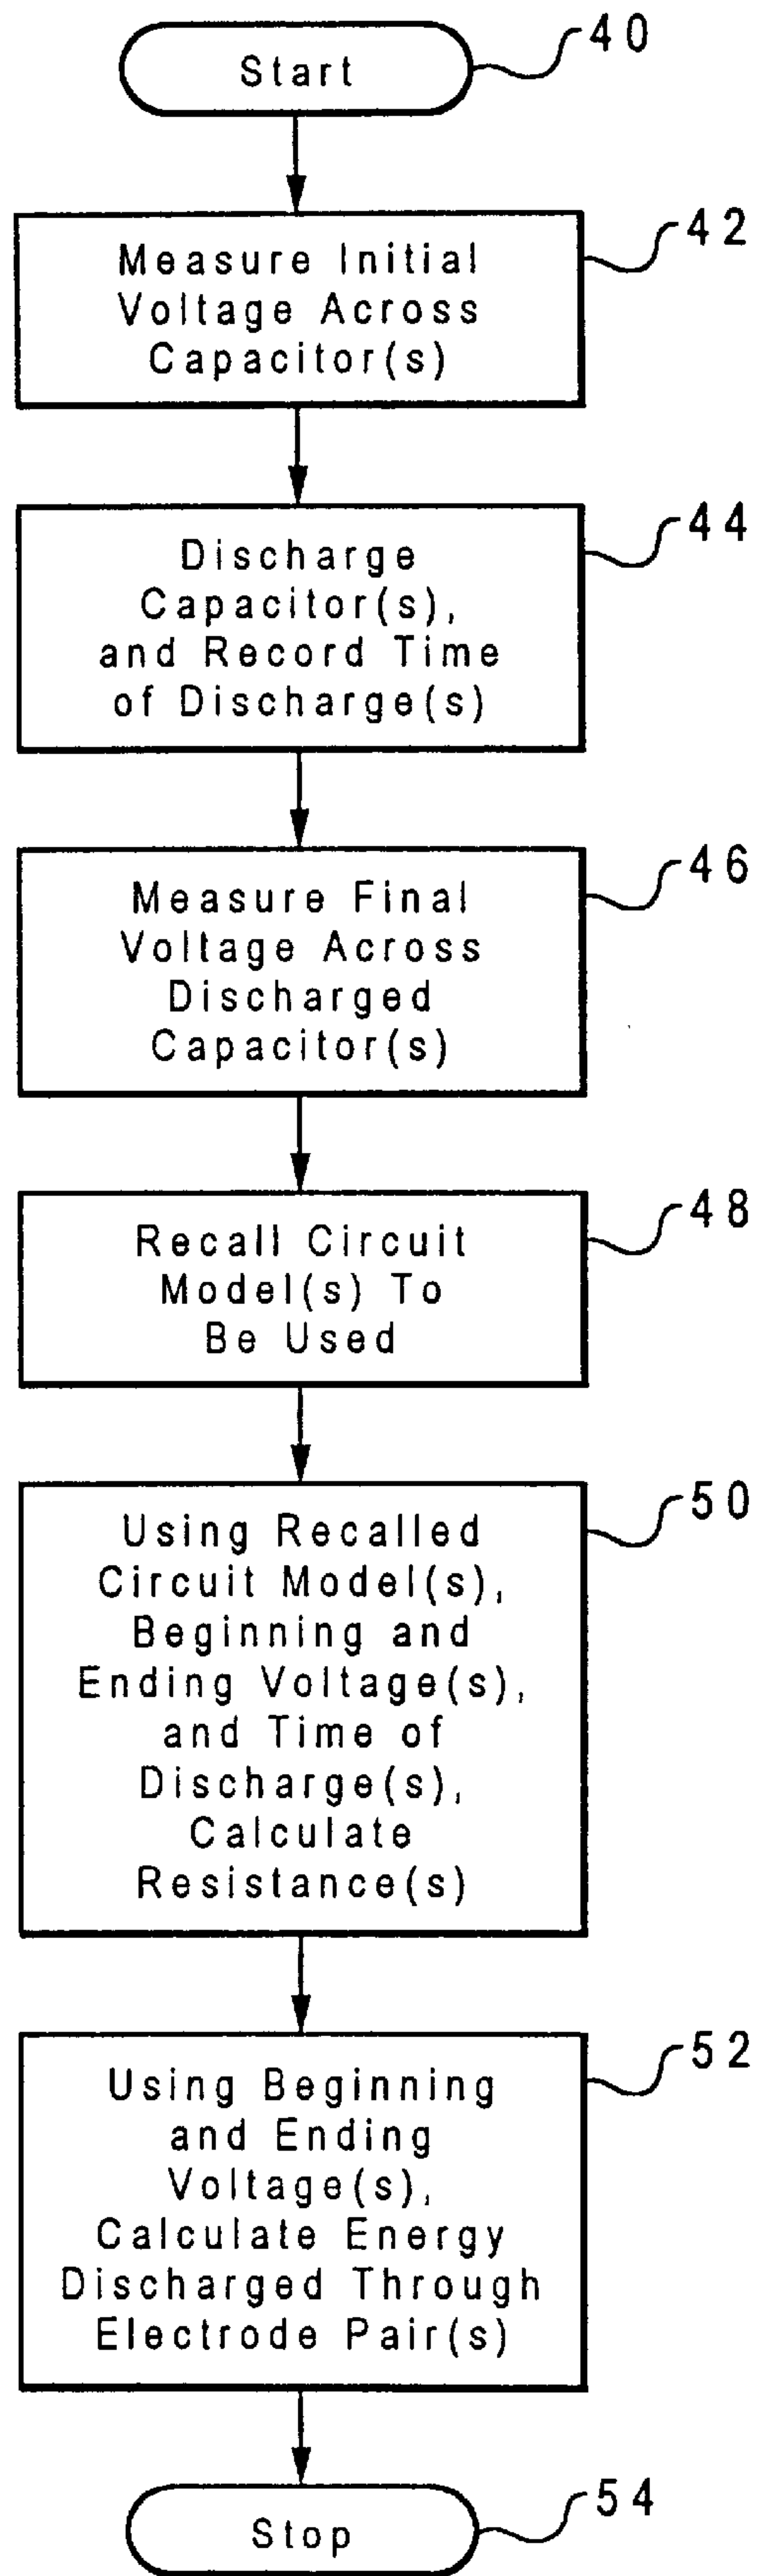 Start
40
Measure Initial
Voltage Across
Capacitor(s)
42
Discharge
Capacitor(s),
and Record Time
of Discharge(s)
44
Measure Final
Voltage Across
Discharged
Capacitor(s)
46
Recall Circuit
Model(s) To
Be Used
48
Using Recalled
Circuit Model(s),
Beginning and
Ending Voltage(s),
and Time of
Discharge(s),
Calculate
Resistance(s)
50
Using Beginning
and Ending
Voltage(s),
Calculate Energy
Discharged Through
Electrode Pair(s)
52
Stop
54